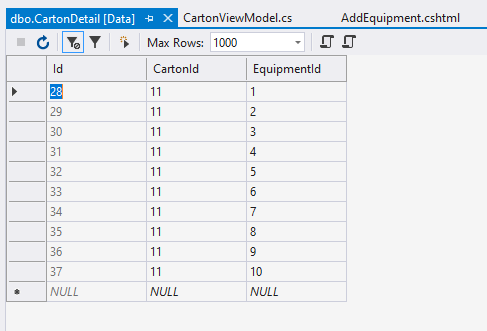 dbo.CartonDetail [Data] CartonViewModel.cs AddEquipment.cshtml
Max Rows: 1000
Id CartonId EquipmentId
28 11 1
29 11 2
30 11 3
31 11 4
32 11 5
33 11 6
34 11 7
35 11 8
36 11 9
37 11 10
NULL NULL NULL